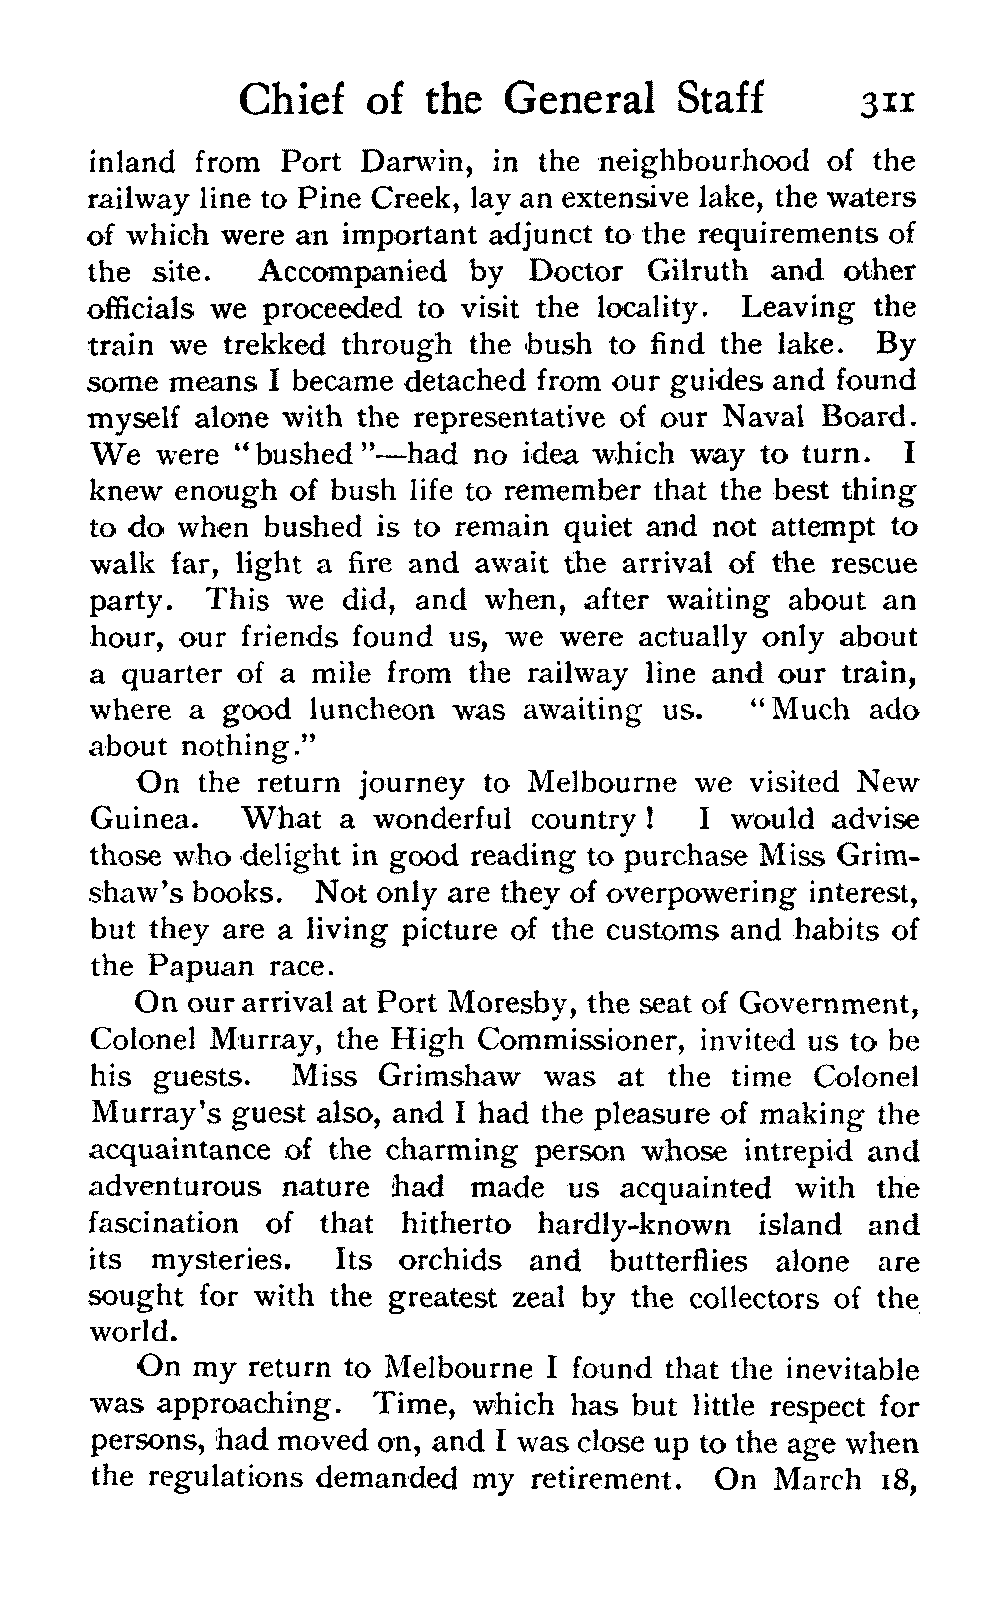 Chief of the General Staff 311
inland from Port Darwin, in the neighbourhood of the
railway line to Pine Creek, lay an extensive lake, the waters
of which were an important adjunct to the requirements of
the site. Accompanied by Doctor Gilruth and other
officials we proceeded to visit the locality. Leaving the
train we trekked through the bush to find the lake. By
some means I became detached from our guides and found
myself alone with the representative of our Naval Board.
We were "bushed"—had no idea which way to turn. I
knew enough of bush life to remember that the best thing
to do when bushed is to remain quiet and not attempt to
walk far, light a fire and await the arrival of the rescue
party. This we did, and when, after waiting about an
hour, our friends found us, we were actually only about
a quarter of a mile from the railway line and our train,
where a good luncheon was awaiting us. "Much ado
about nothing."
On the return journey to Melbourne we visited New
Guinea. What a wonderful country! I would advise
those who delight in good reading to purchase Miss Grim-
shaw's books. Not only are they of overpowering interest,
but they are a living picture of the customs and habits of
the Papuan race.
On our arrival at Port Moresby, the seat of Government,
Colonel Murray, the High Commissioner, invited us to be
his guests. Miss Grimshaw was at the time Colonel
Murray's guest also, and I had the pleasure of making the
acquaintance of the charming person whose intrepid and
adventurous nature had made us acquainted with the
fascination of that hitherto hardly-known island and
its mysteries. Its orchids and butterflies alone are
sought for with the greatest zeal by the collectors of the
world.
On my return to Melbourne I found that the inevitable
was approaching. Time, which has but little respect for
persons, had moved on, and I was close up to the age when
the regulations demanded my retirement. On March 18,